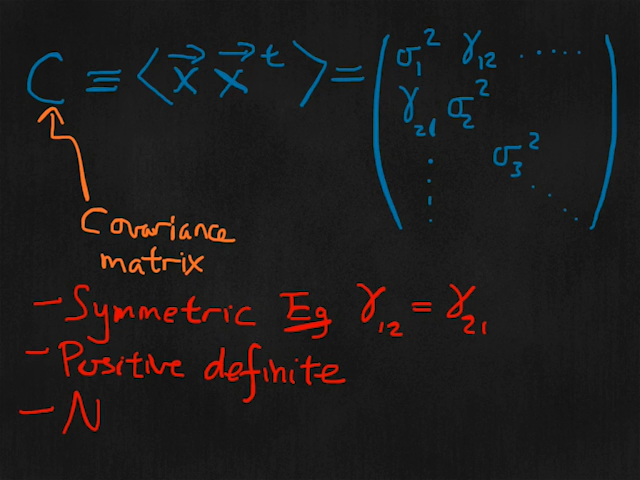 C ≡ ⟨x⃗ x⃗ᵗ⟩ = ( σ₁² γ₁₂ ·····
γ₂₁ σ₂²
σ₃² )
Covariance
matrix
- Symmetric Eg γ₁₂ = γ₂₁
- Positive definite
- N